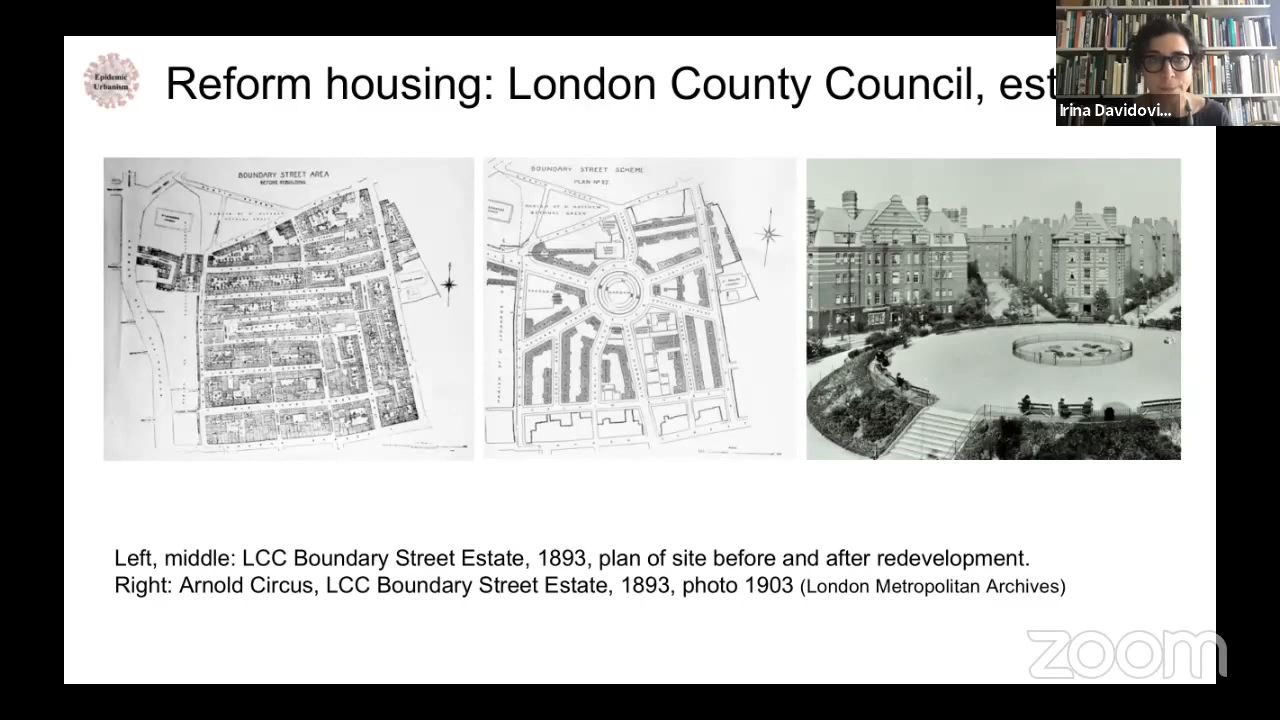 Epidemic
Urbanism
Reform housing: London County Council, est
Irina Davidovi...
BOUNDARY STREET AREA
BEFORE REBUILDING
BOUNDARY STREET SCHEME
Left, middle: LCC Boundary Street Estate, 1893, plan of site before and after redevelopment.
Right: Arnold Circus, LCC Boundary Street Estate, 1893, photo 1903 (London Metropolitan Archives)
zoom